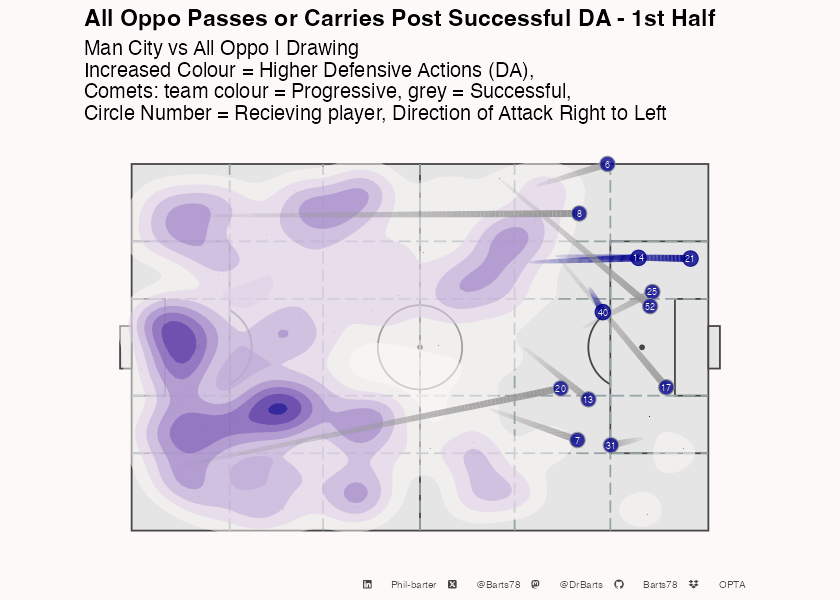 All Oppo Passes or Carries Post Successful DA - 1st Half
Man City vs All Oppo | Drawing
Increased Colour = Higher Defensive Actions (DA),
Comets: team colour = Progressive, grey = Successful,
Circle Number = Recieving player, Direction of Attack Right to Left
6
8
14
21
25
52
40
17
20
13
7
31
Phil-barter @Barts78 @DrBarts Barts78 OPTA